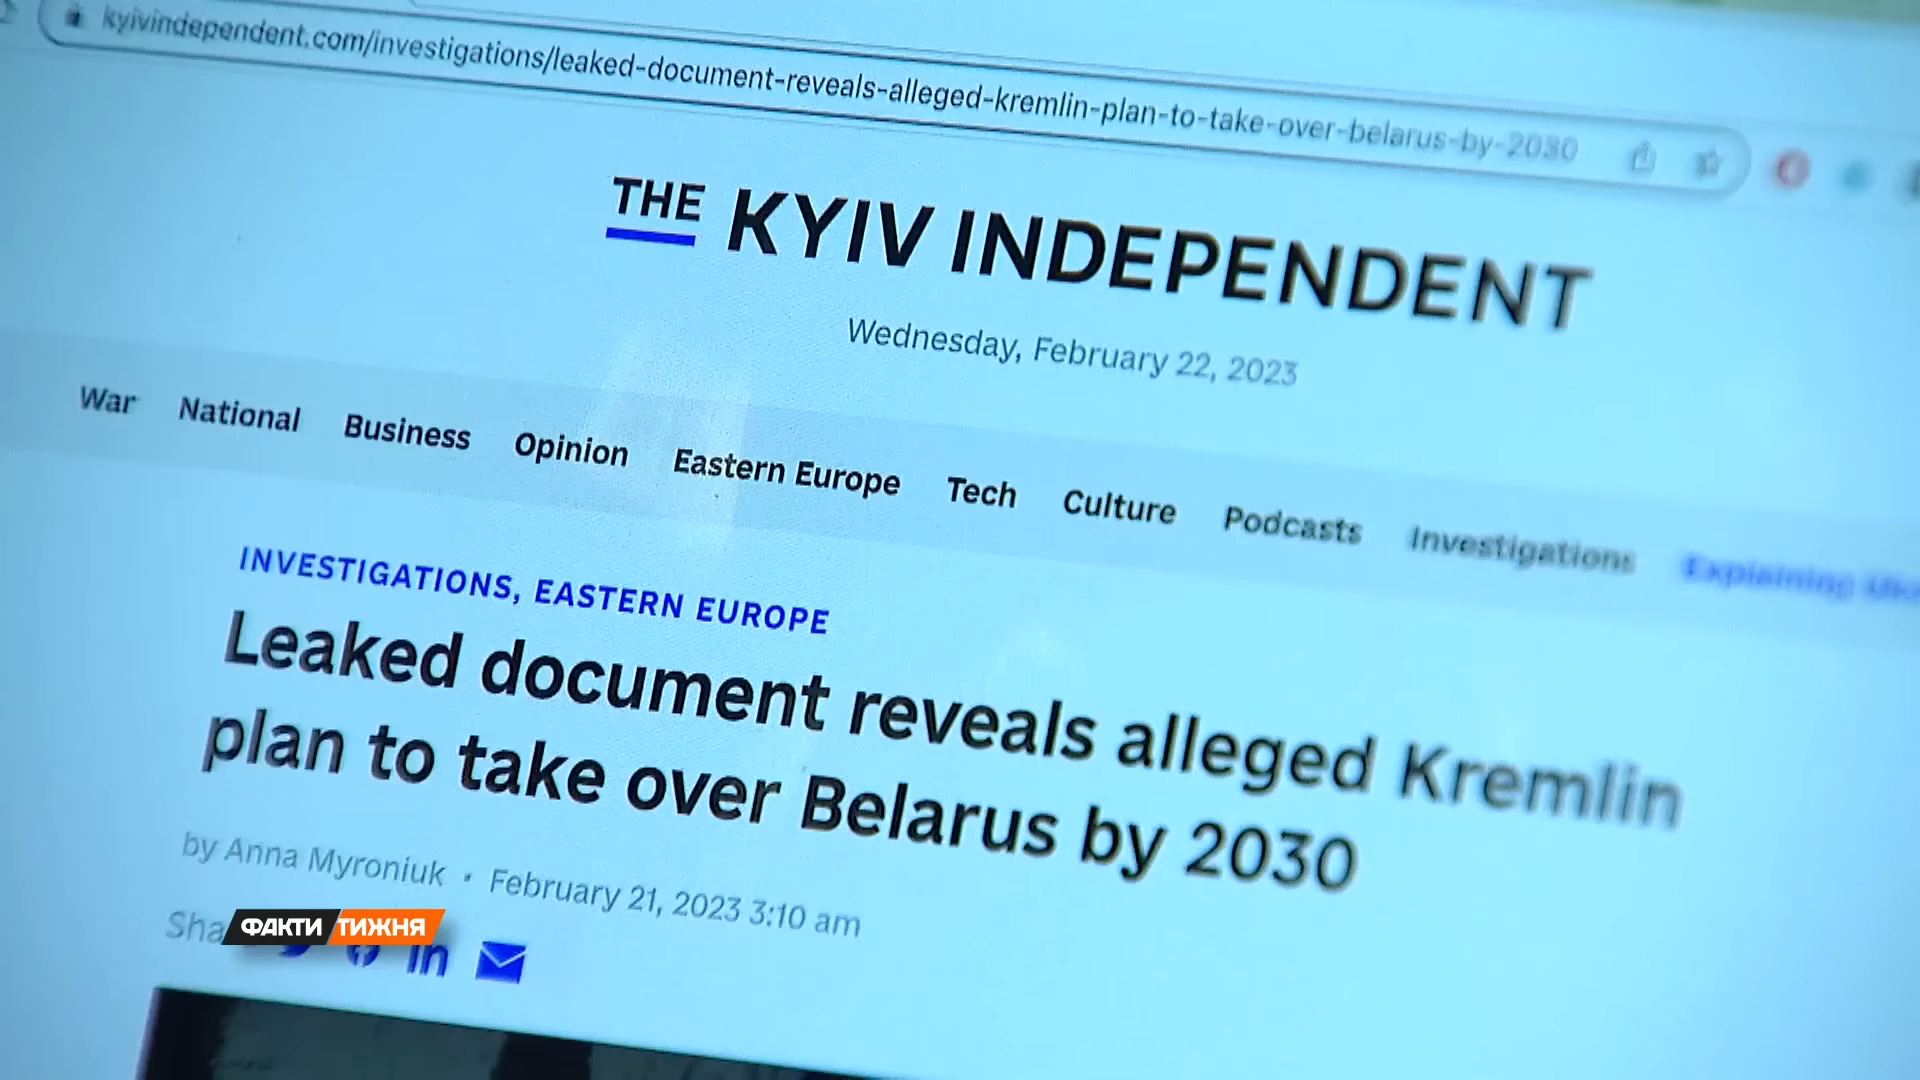 kyivindependent.com/investigations/leaked-document-reveals-alleged-kremlin-plan-to-take-over-belarus-by-2030
THE KYIV INDEPENDENT
Wednesday, February 22, 2023
War National Business Opinion Eastern Europe Tech Culture Podcasts Investigations Explaining
INVESTIGATIONS, EASTERN EUROPE
Leaked document reveals alleged Kremlin
plan to take over Belarus by 2030
by Anna Myroniuk • February 21, 2023 3:10 am
ФАКТИ ТИЖНЯ
in